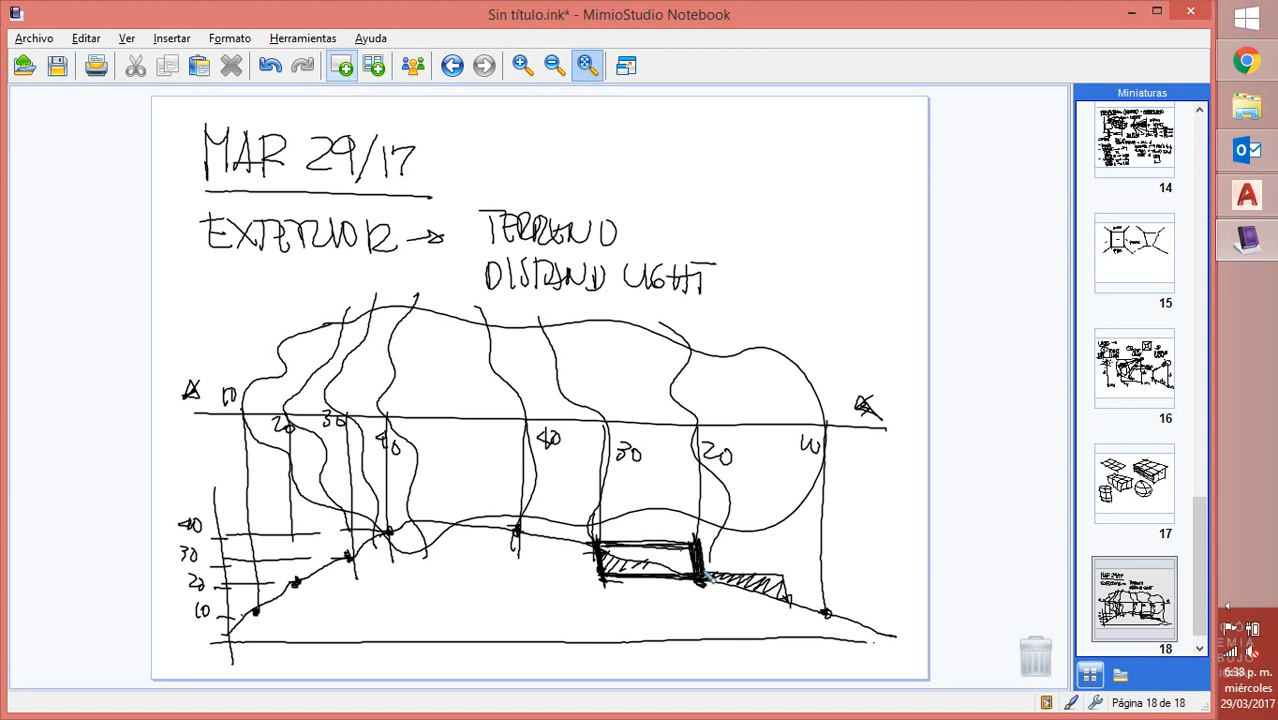 Sin título.ink* - MimioStudio Notebook
Archivo Editar Ver Insertar Formato Herramientas Ayuda
Miniaturas
MAR 29/17
EXTERIOR → TERRENO
DISTAND LIGHT
A A
10 20 30 40 40 30 20 10
40
30
20
10
14
15
16
17
18
6:38 p. m.
miércoles
29/03/2017
Página 18 de 18